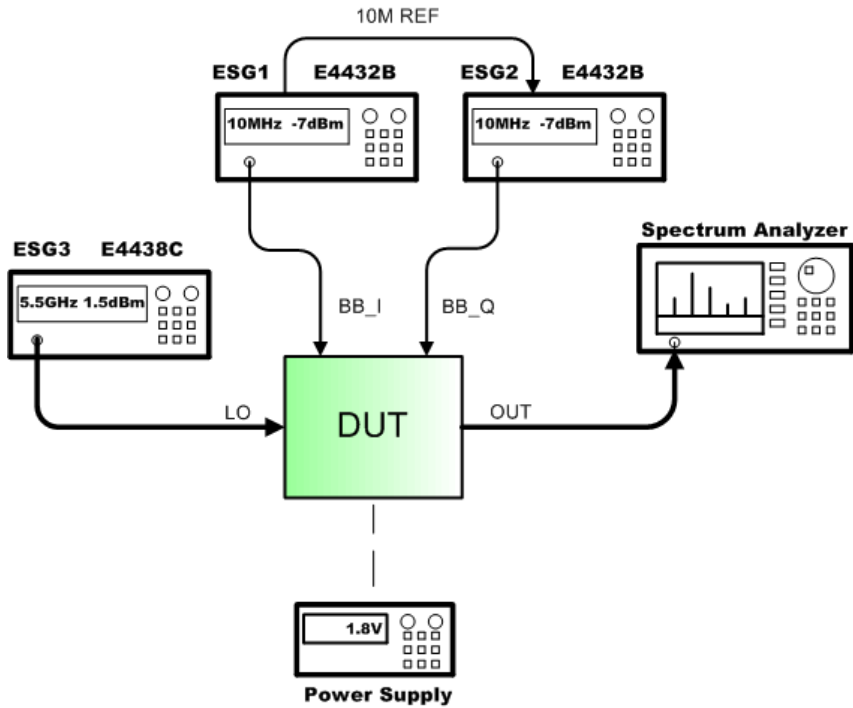 10M REF
ESG1 E4432B
ESG2 E4432B
10MHz -7dBm
10MHz -7dBm
Spectrum Analyzer
ESG3 E4438C
5.5GHz 1.5dBm
BB_I
BB_Q
LO
DUT
OUT
1.8V
Power Supply